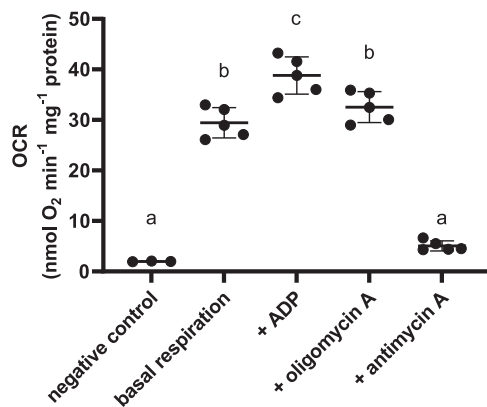 OCR
(nmol O₂ min⁻¹ mg⁻¹ protein)
50
40
30
20
10
0
a
b
c
b
a
negative control
basal respiration
+ ADP
+ oligomycin A
+ antimycin A